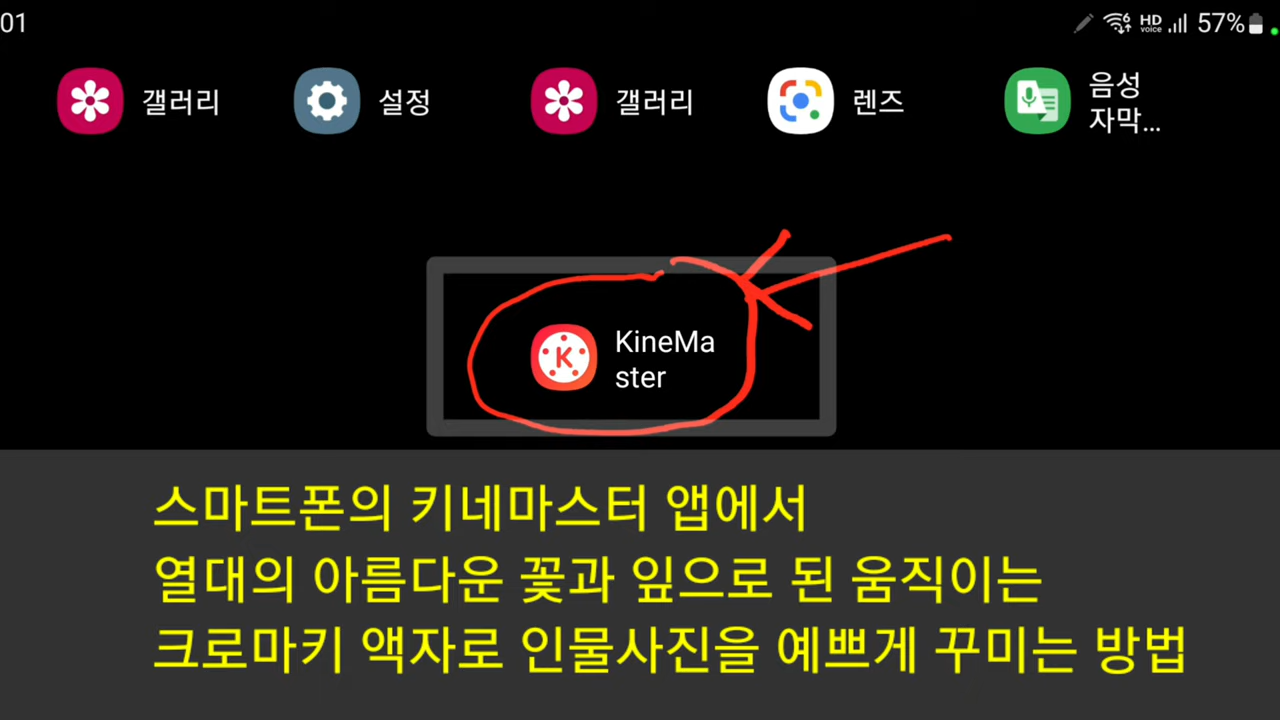 01
HD voice 57%
갤러리
설정
갤러리
렌즈
음성
자막...
K
KineMa
ster
스마트폰의 키네마스터 앱에서
열대의 아름다운 꽃과 잎으로 된 움직이는
크로마키 액자로 인물사진을 예쁘게 꾸미는 방법